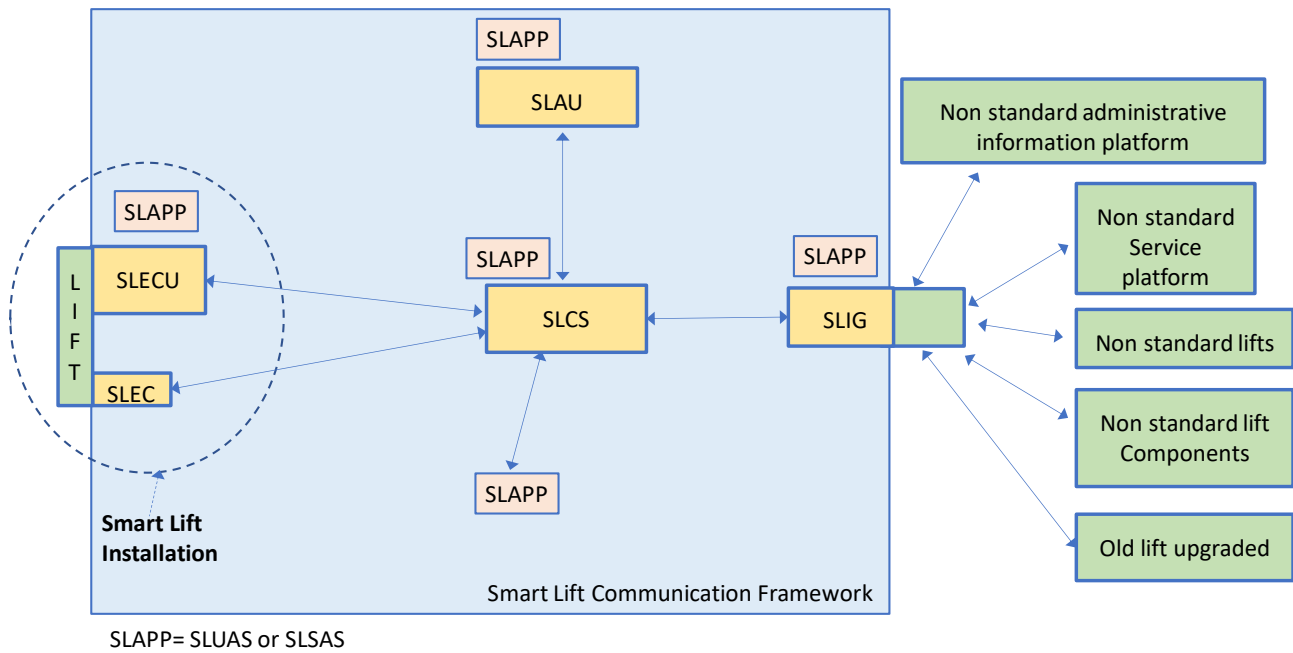 SLAPP
SLAU
Non standard administrative
information platform
SLAPP
L
I
F
T
SLECU
SLEC
SLAPP
SLCS
SLAPP
SLIG
Non standard
Service
platform
Non standard lifts
Non standard lift
Components
SLAPP
Smart Lift
Installation
Old lift upgraded
Smart Lift Communication Framework
SLAPP= SLUAS or SLSAS